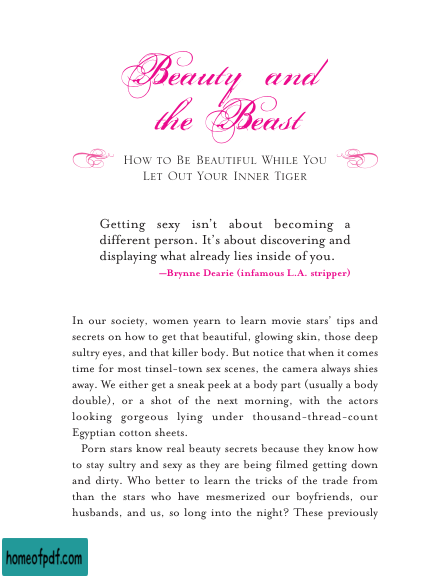 Beauty and
the Beast
How to Be Beautiful While You
Let Out Your Inner Tiger
Getting sexy isn't about becoming a
different person. It's about discovering and
displaying what already lies inside of you.
—Brynne Dearie (infamous L.A. stripper)
In our society, women yearn to learn movie stars' tips and
secrets on how to get that beautiful, glowing skin, those deep
sultry eyes, and that killer body. But notice that when it comes
time for most tinsel-town sex scenes, the camera always shies
away. We either get a sneak peek at a body part (usually a body
double), or a shot of the next morning, with the actors
looking gorgeous lying under thousand-thread-count
Egyptian cotton sheets.
Porn stars know real beauty secrets because they know how
to stay sultry and sexy as they are being filmed getting down
and dirty. Who better to learn the tricks of the trade from
than the stars who have mesmerized our boyfriends, our
husbands, and us, so long into the night? These previously
homeofpdf.com